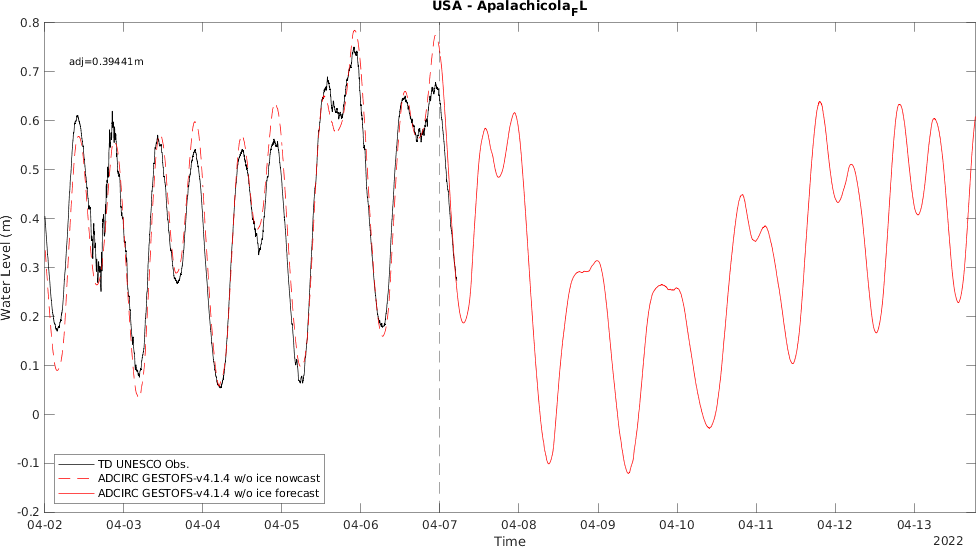 USA - Apalachicola_FL
0.8
0.7
0.6
0.5
0.4
0.3
0.2
0.1
0
-0.1
-0.2
Water Level (m)
adj=0.39441m
TD UNESCO Obs.
ADCIRC GESTOFS-v4.1.4 w/o ice nowcast
ADCIRC GESTOFS-v4.1.4 w/o ice forecast
04-02 04-03 04-04 04-05 04-06 04-07 04-08 04-09 04-10 04-11 04-12 04-13
Time
2022